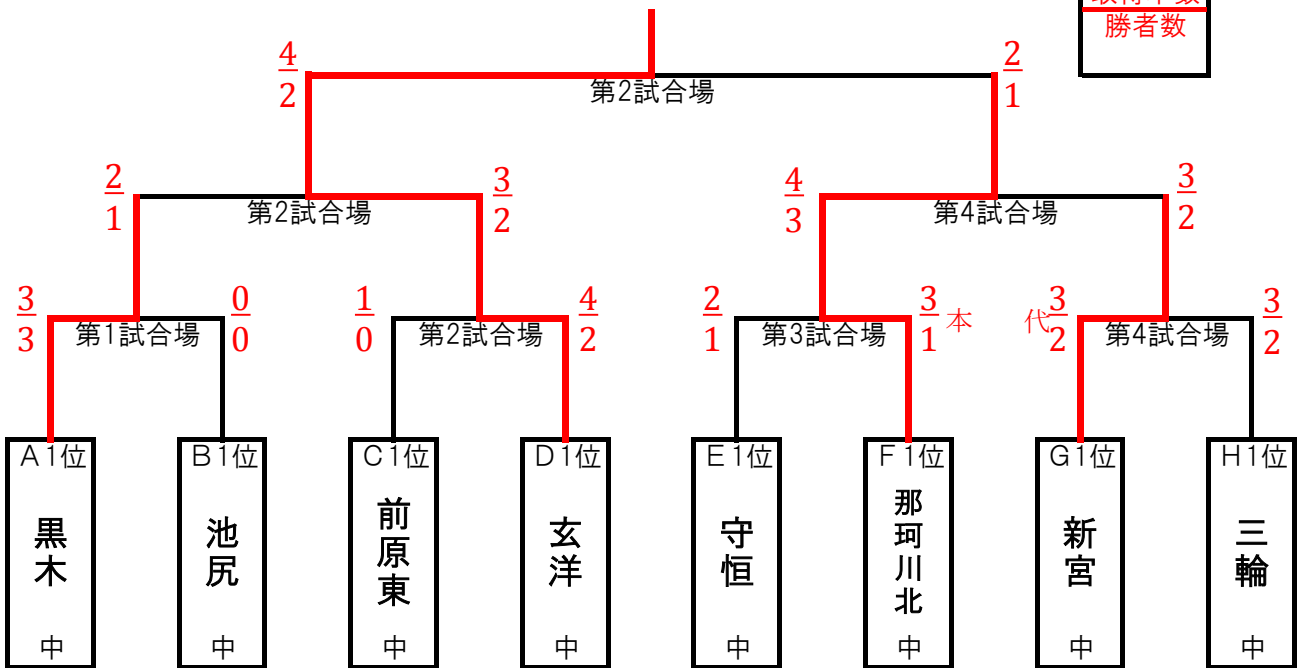 取得本数
勝者数
4
2
第2試合場
2
1
2
1
第2試合場
3
2
4
3
第4試合場
3
2
3
3
第1試合場
0
0
1
0
第2試合場
4
2
2
1
第3試合場
3
1
本
代
3
2
第4試合場
3
2
A1位
黒木
中
B1位
池尻
中
C1位
前原東
中
D1位
玄洋
中
E1位
守恒
中
F1位
那珂川北
中
G1位
新宮
中
H1位
三輪
中